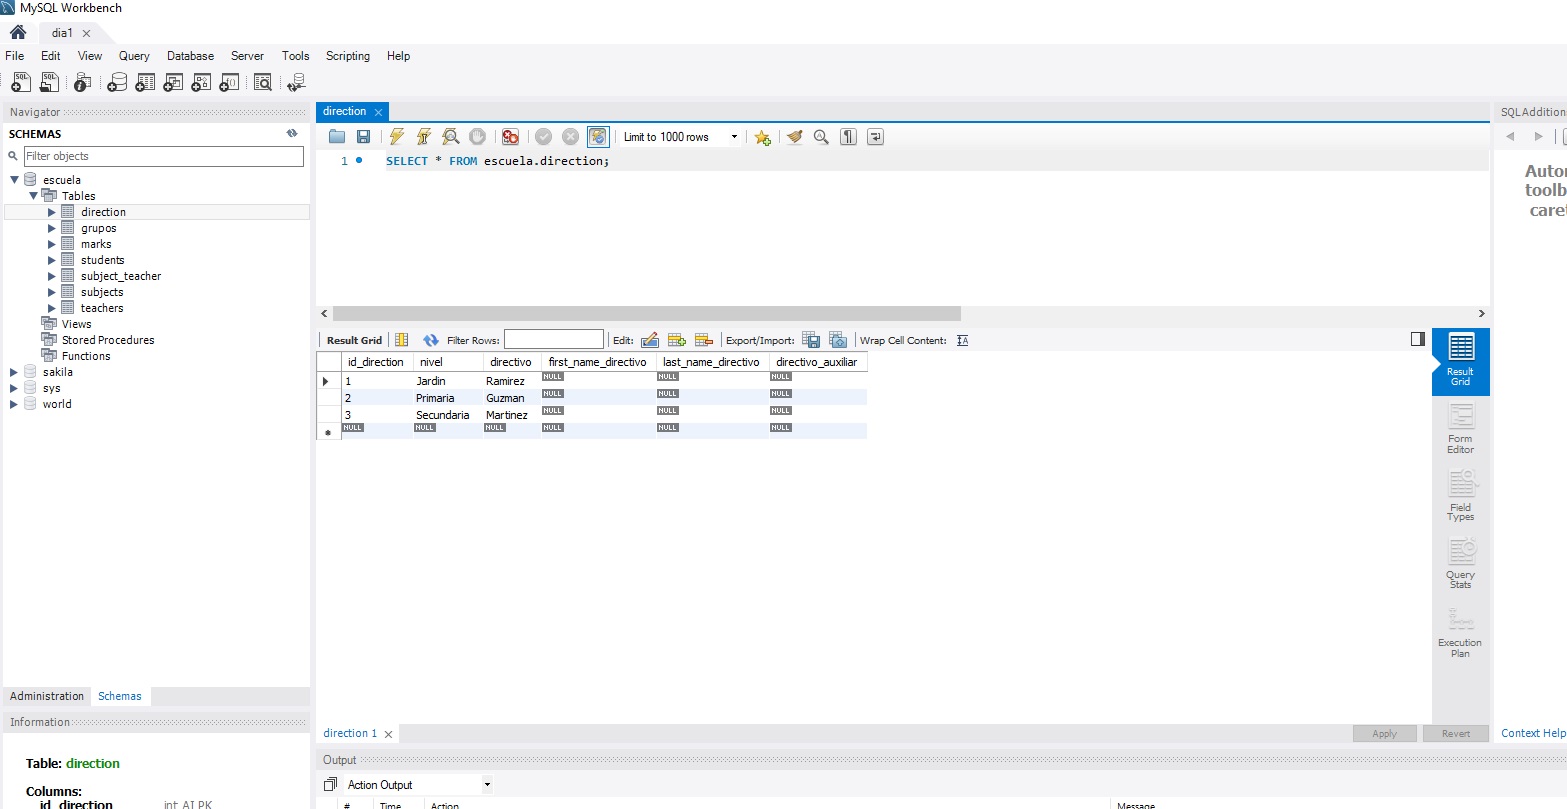 MySQL Workbench
dia1
File Edit View Query Database Server Tools Scripting Help
Navigator
SCHEMAS
Filter objects
escuela
Tables
direction
grupos
marks
students
subject_teacher
subjects
teachers
Views
Stored Procedures
Functions
sakila
sys
world
Administration Schemas
Information
Table: direction
Columns:
id_direction int AI PK
direction
Limit to 1000 rows
1 SELECT * FROM escuela.direction;
Result Grid Filter Rows: Edit: Export/Import: Wrap Cell Content:
id_direction nivel directivo first_name_directivo last_name_directivo directivo_auxiliar
1 Jardin Ramirez NULL NULL NULL
2 Primaria Guzman NULL NULL NULL
3 Secundaria Martinez NULL NULL NULL
NULL NULL NULL NULL NULL NULL
Result
Grid
Form
Editor
Field
Types
Query
Stats
Execution
Plan
direction 1
Apply Revert
Output
Action Output
# Time Action Message
SQLAddition
Autor
toolb
care
Context Help